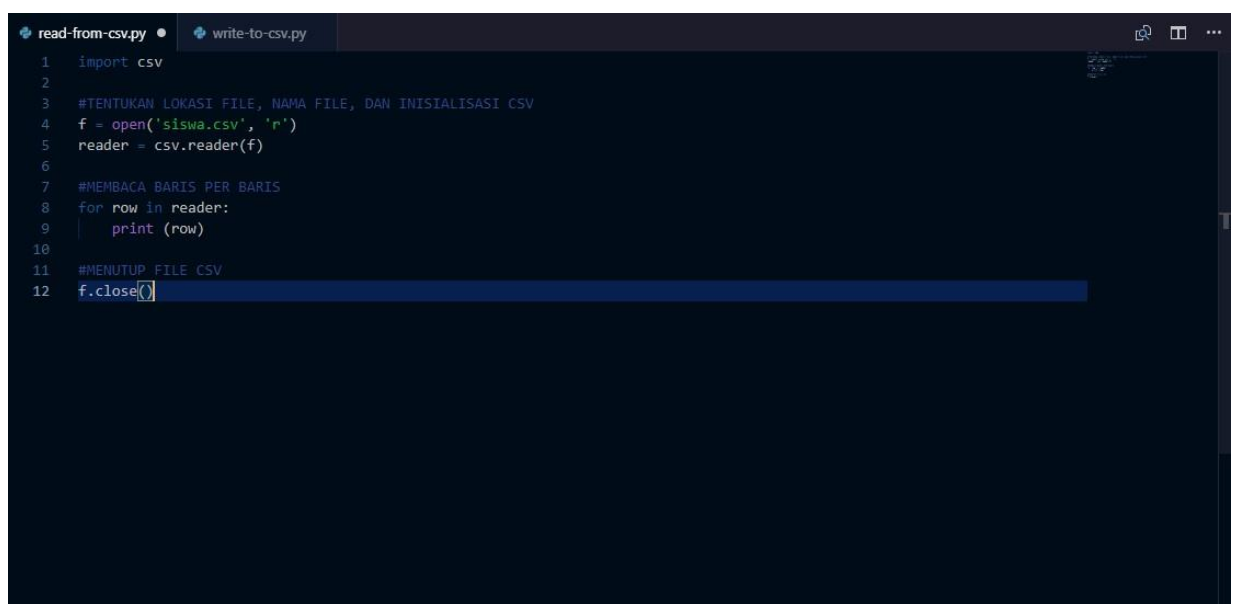 read-from-csv.py
write-to-csv.py
1 import csv
2
3 #TENTUKAN LOKASI FILE, NAMA FILE, DAN INISIALISASI CSV
4 f = open('siswa.csv', 'r')
5 reader = csv.reader(f)
6
7 #MEMBACA BARIS PER BARIS
8 for row in reader:
9     print (row)
10
11 #MENUTUP FILE CSV
12 f.close()